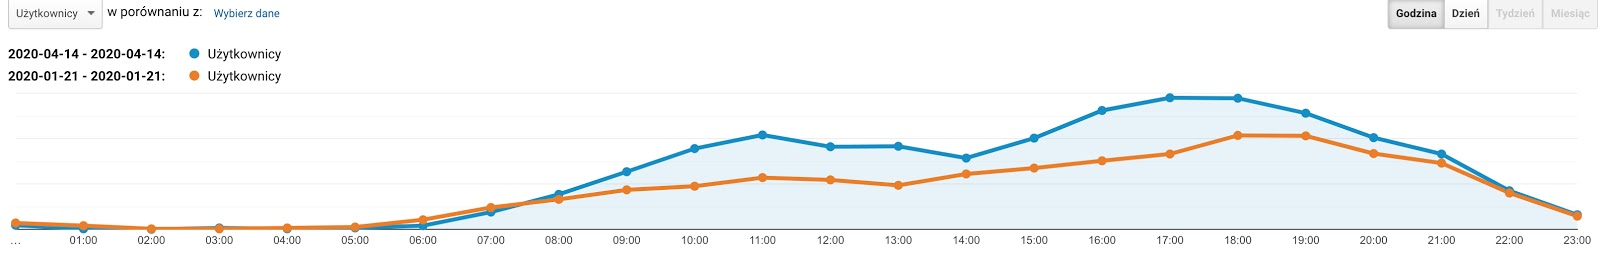 Użytkownicy w porównaniu z: Wybierz dane Godzina Dzień Tydzień Miesiąc
2020-04-14 - 2020-04-14: Użytkownicy
2020-01-21 - 2020-01-21: Użytkownicy
... 01:00 02:00 03:00 04:00 05:00 06:00 07:00 08:00 09:00 10:00 11:00 12:00 13:00 14:00 15:00 16:00 17:00 18:00 19:00 20:00 21:00 22:00 23:00